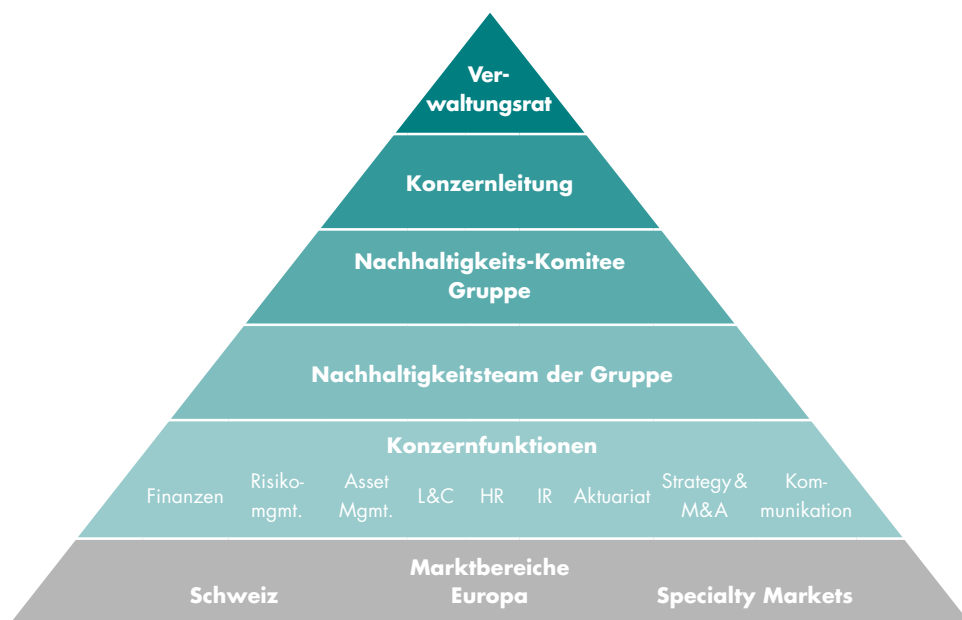 Ver-
waltungsrat
Konzernleitung
Nachhaltigkeits-Komitee
Gruppe
Nachhaltigkeitsteam der Gruppe
Konzernfunktionen
Finanzen
Risiko-
mgmt.
Asset
Mgmt.
L&C
HR
IR
Aktuariat
Strategy &
M&A
Kom-
munikation
Marktbereiche
Schweiz
Europa
Specialty Markets